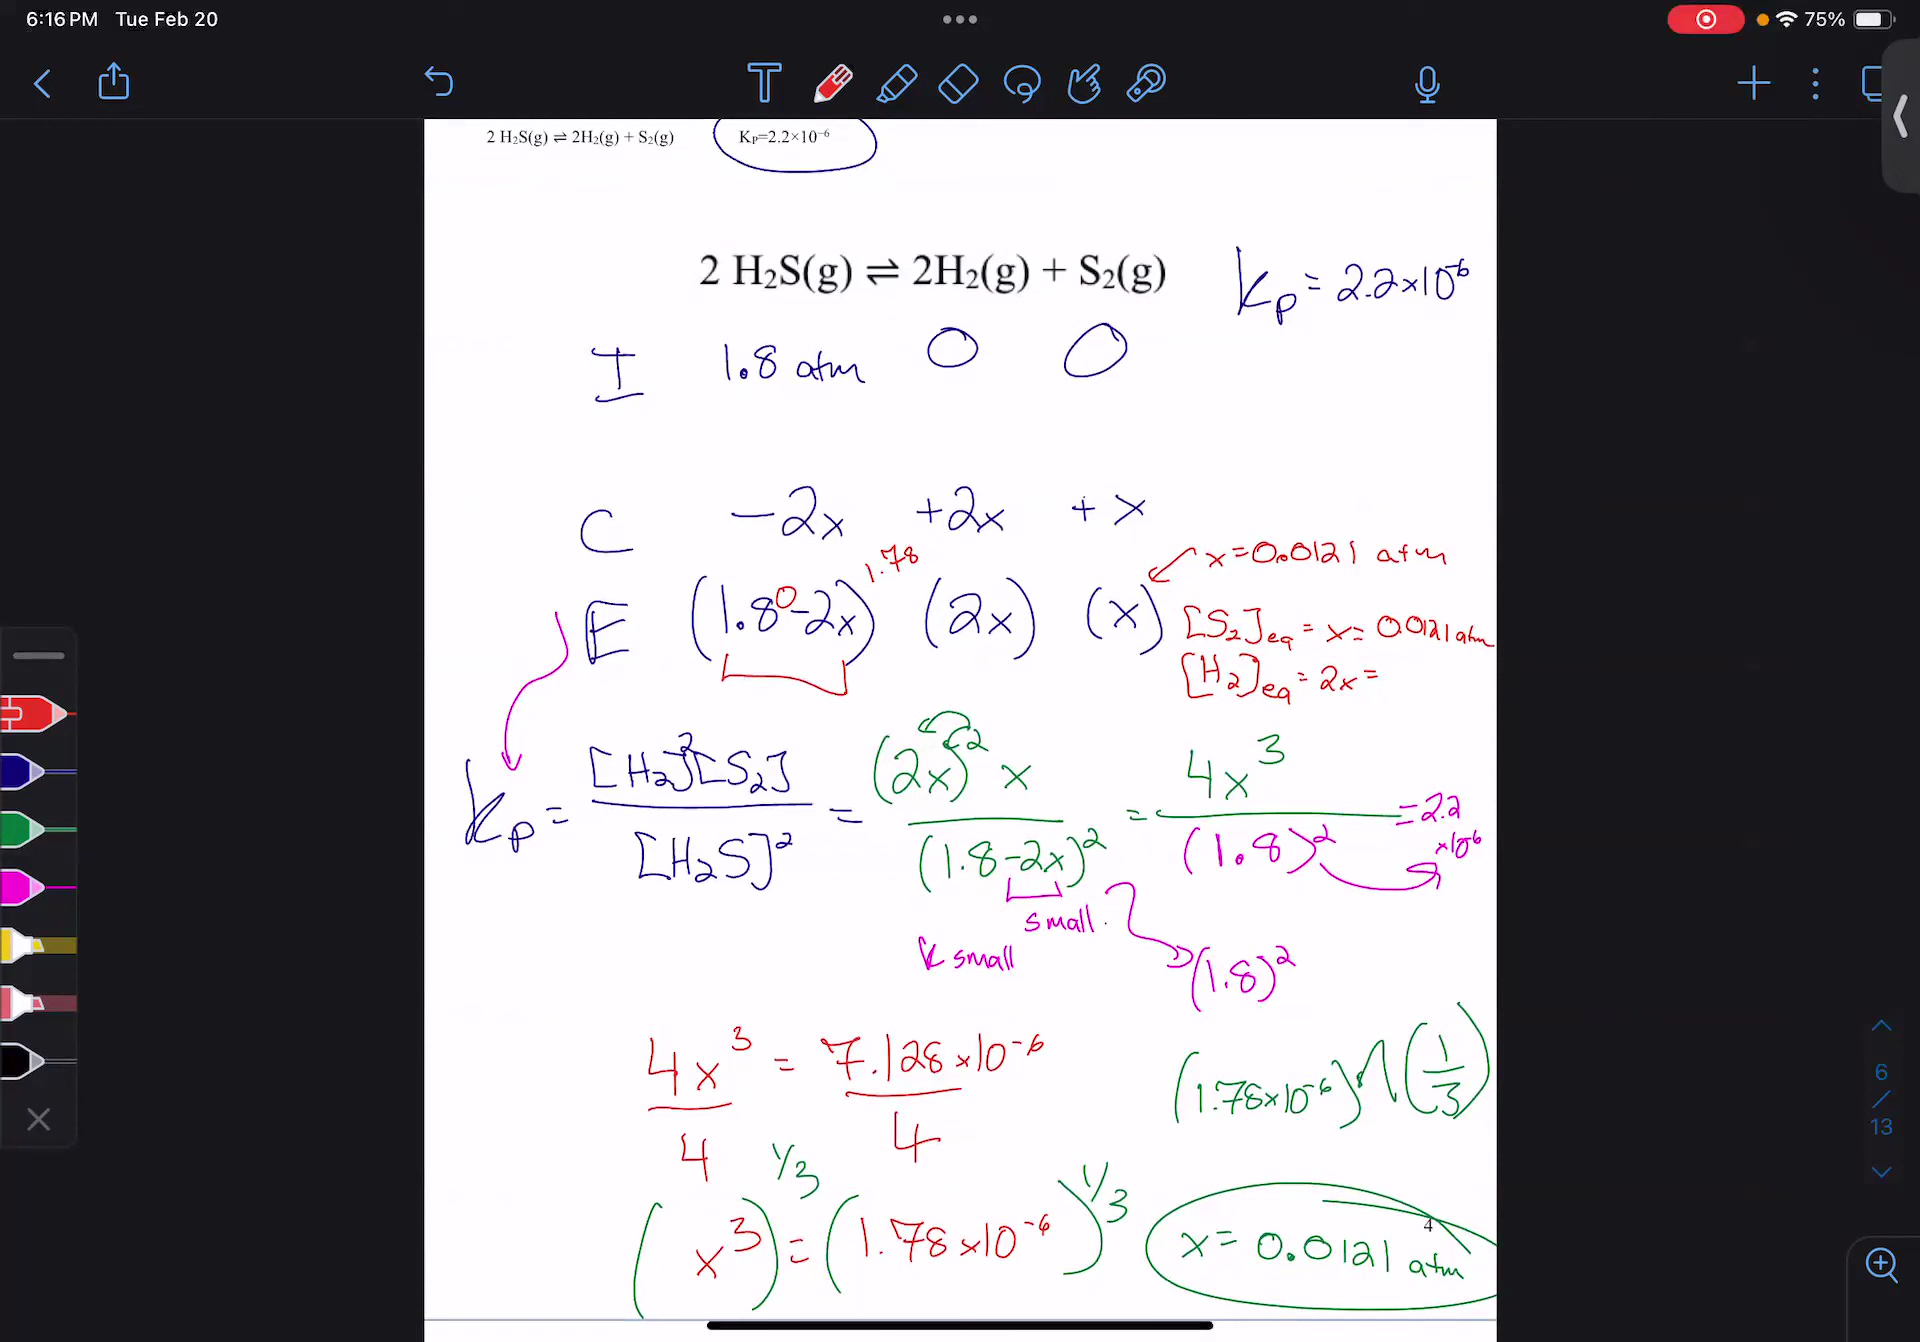 6:16 PM Tue Feb 20
75%
2 H₂S(g) ⇌ 2H₂(g) + S₂(g) Kₚ=2.2×10⁻⁶
2 H₂S(g) ⇌ 2H₂(g) + S₂(g) Kp = 2.2×10⁻⁶
I 1.8 atm 0 0
C -2x +2x + x
1.78 x = 0.0121 atm
E (1.80-2x) (2x) (x) [S₂]eq = x = 0.0121 atm
[H₂]eq = 2x =
Kp = [H₂]²[S₂] / [H₂S]² = (2x)² x / (1.8-2x)² = 4x³ / (1.8)² = 2.2 ×10⁻⁶
small.
K small (1.8)²
4x³ / 4 = 7.128×10⁻⁶ / 4
(1.78×10⁻⁶)^(1/3)
(x³)^1/3 = (1.78×10⁻⁶)^1/3
x = 0.0121 atm
4
6 / 13